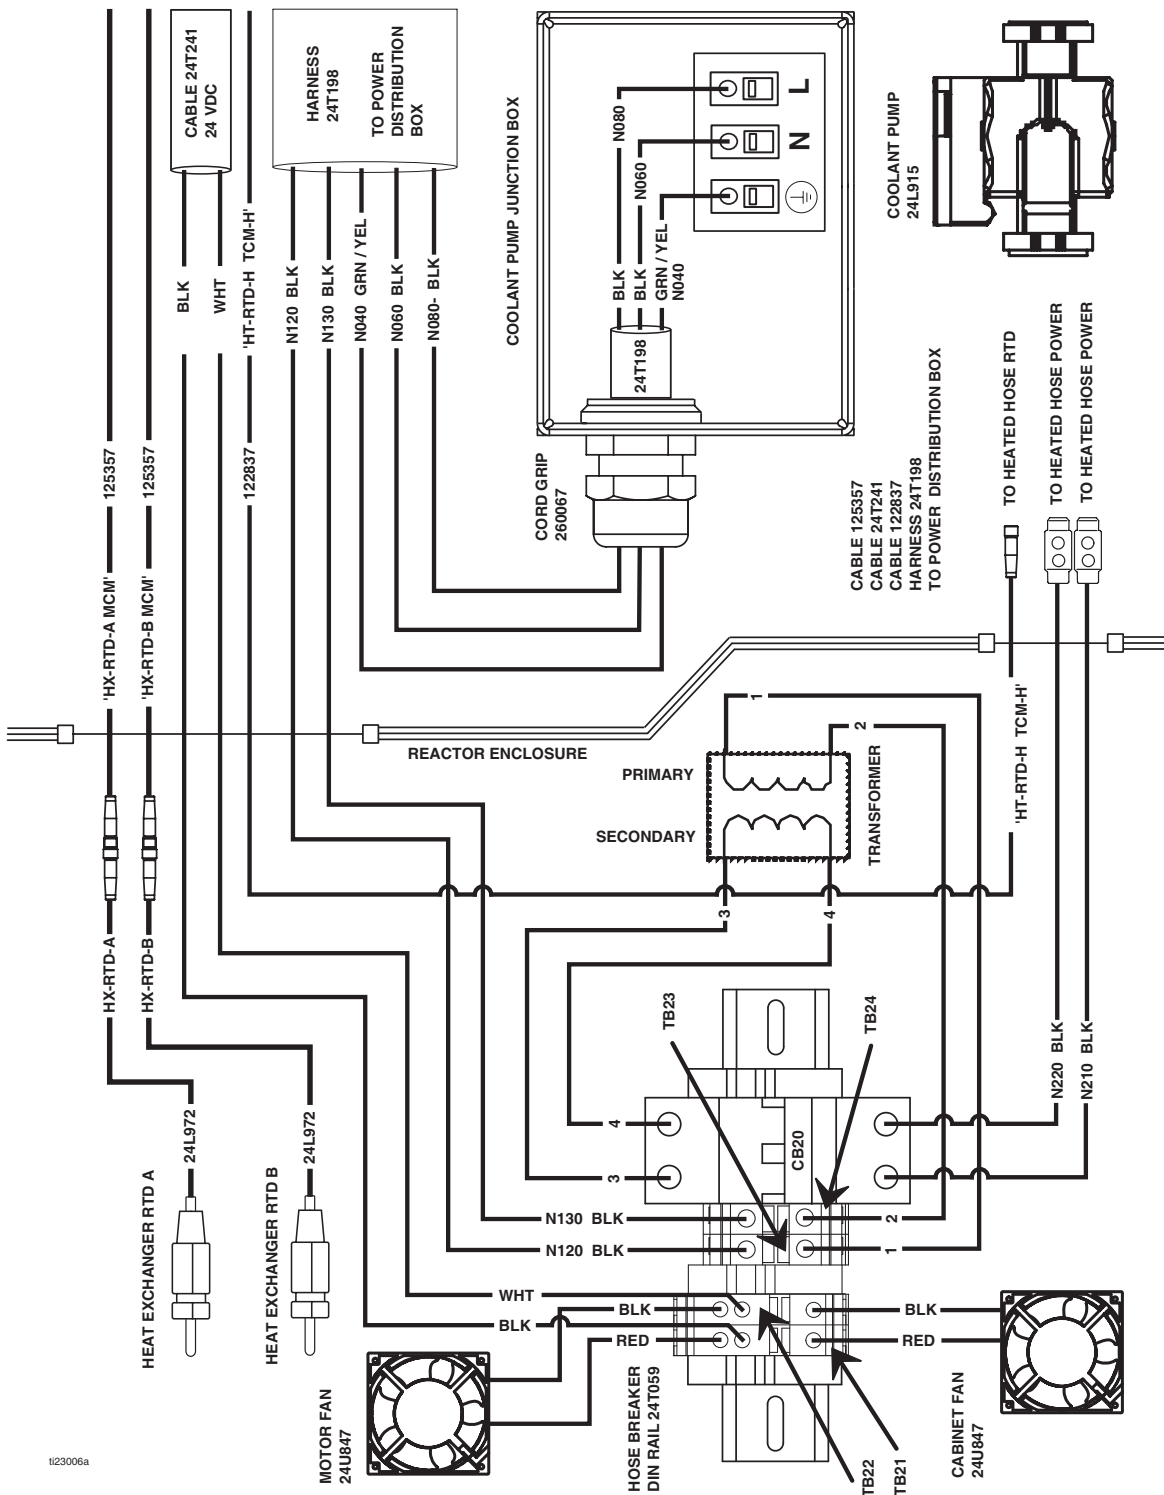 CABLE 24T241
24 VDC
HARNESS
24T198
TO POWER
DISTRIBUTION
BOX
BLK
WHT
'HT-RTD-H TCM-H'
N120 BLK
N130 BLK
N040 GRN / YEL
N060 BLK
N080- BLK
125357
125357
122837
'HX-RTD-A MCM'
'HX-RTD-B MCM'
COOLANT PUMP JUNCTION BOX
N080
N060
L
N
BLK
BLK
GRN / YEL
N040
24T198
CORD GRIP
260067
COOLANT PUMP
24L915
CABLE 125357
CABLE 24T241
CABLE 122837
HARNESS 24T198
TO POWER DISTRIBUTION BOX
TO HEATED HOSE RTD
TO HEATED HOSE POWER
TO HEATED HOSE POWER
REACTOR ENCLOSURE
1
2
PRIMARY
SECONDARY
TRANSFORMER
3
4
'HT-RTD-H TCM-H'
HX-RTD-A
HX-RTD-B
24L972
24L972
HEAT EXCHANGER RTD A
HEAT EXCHANGER RTD B
TB23
TB24
N220 BLK
N210 BLK
4
3
CB20
N130 BLK
N120 BLK
2
1
WHT
BLK
BLK
RED
BLK
RED
MOTOR FAN
24U847
HOSE BREAKER
DIN RAIL 24T059
TB22
TB21
CABINET FAN
24U847
ti23006a